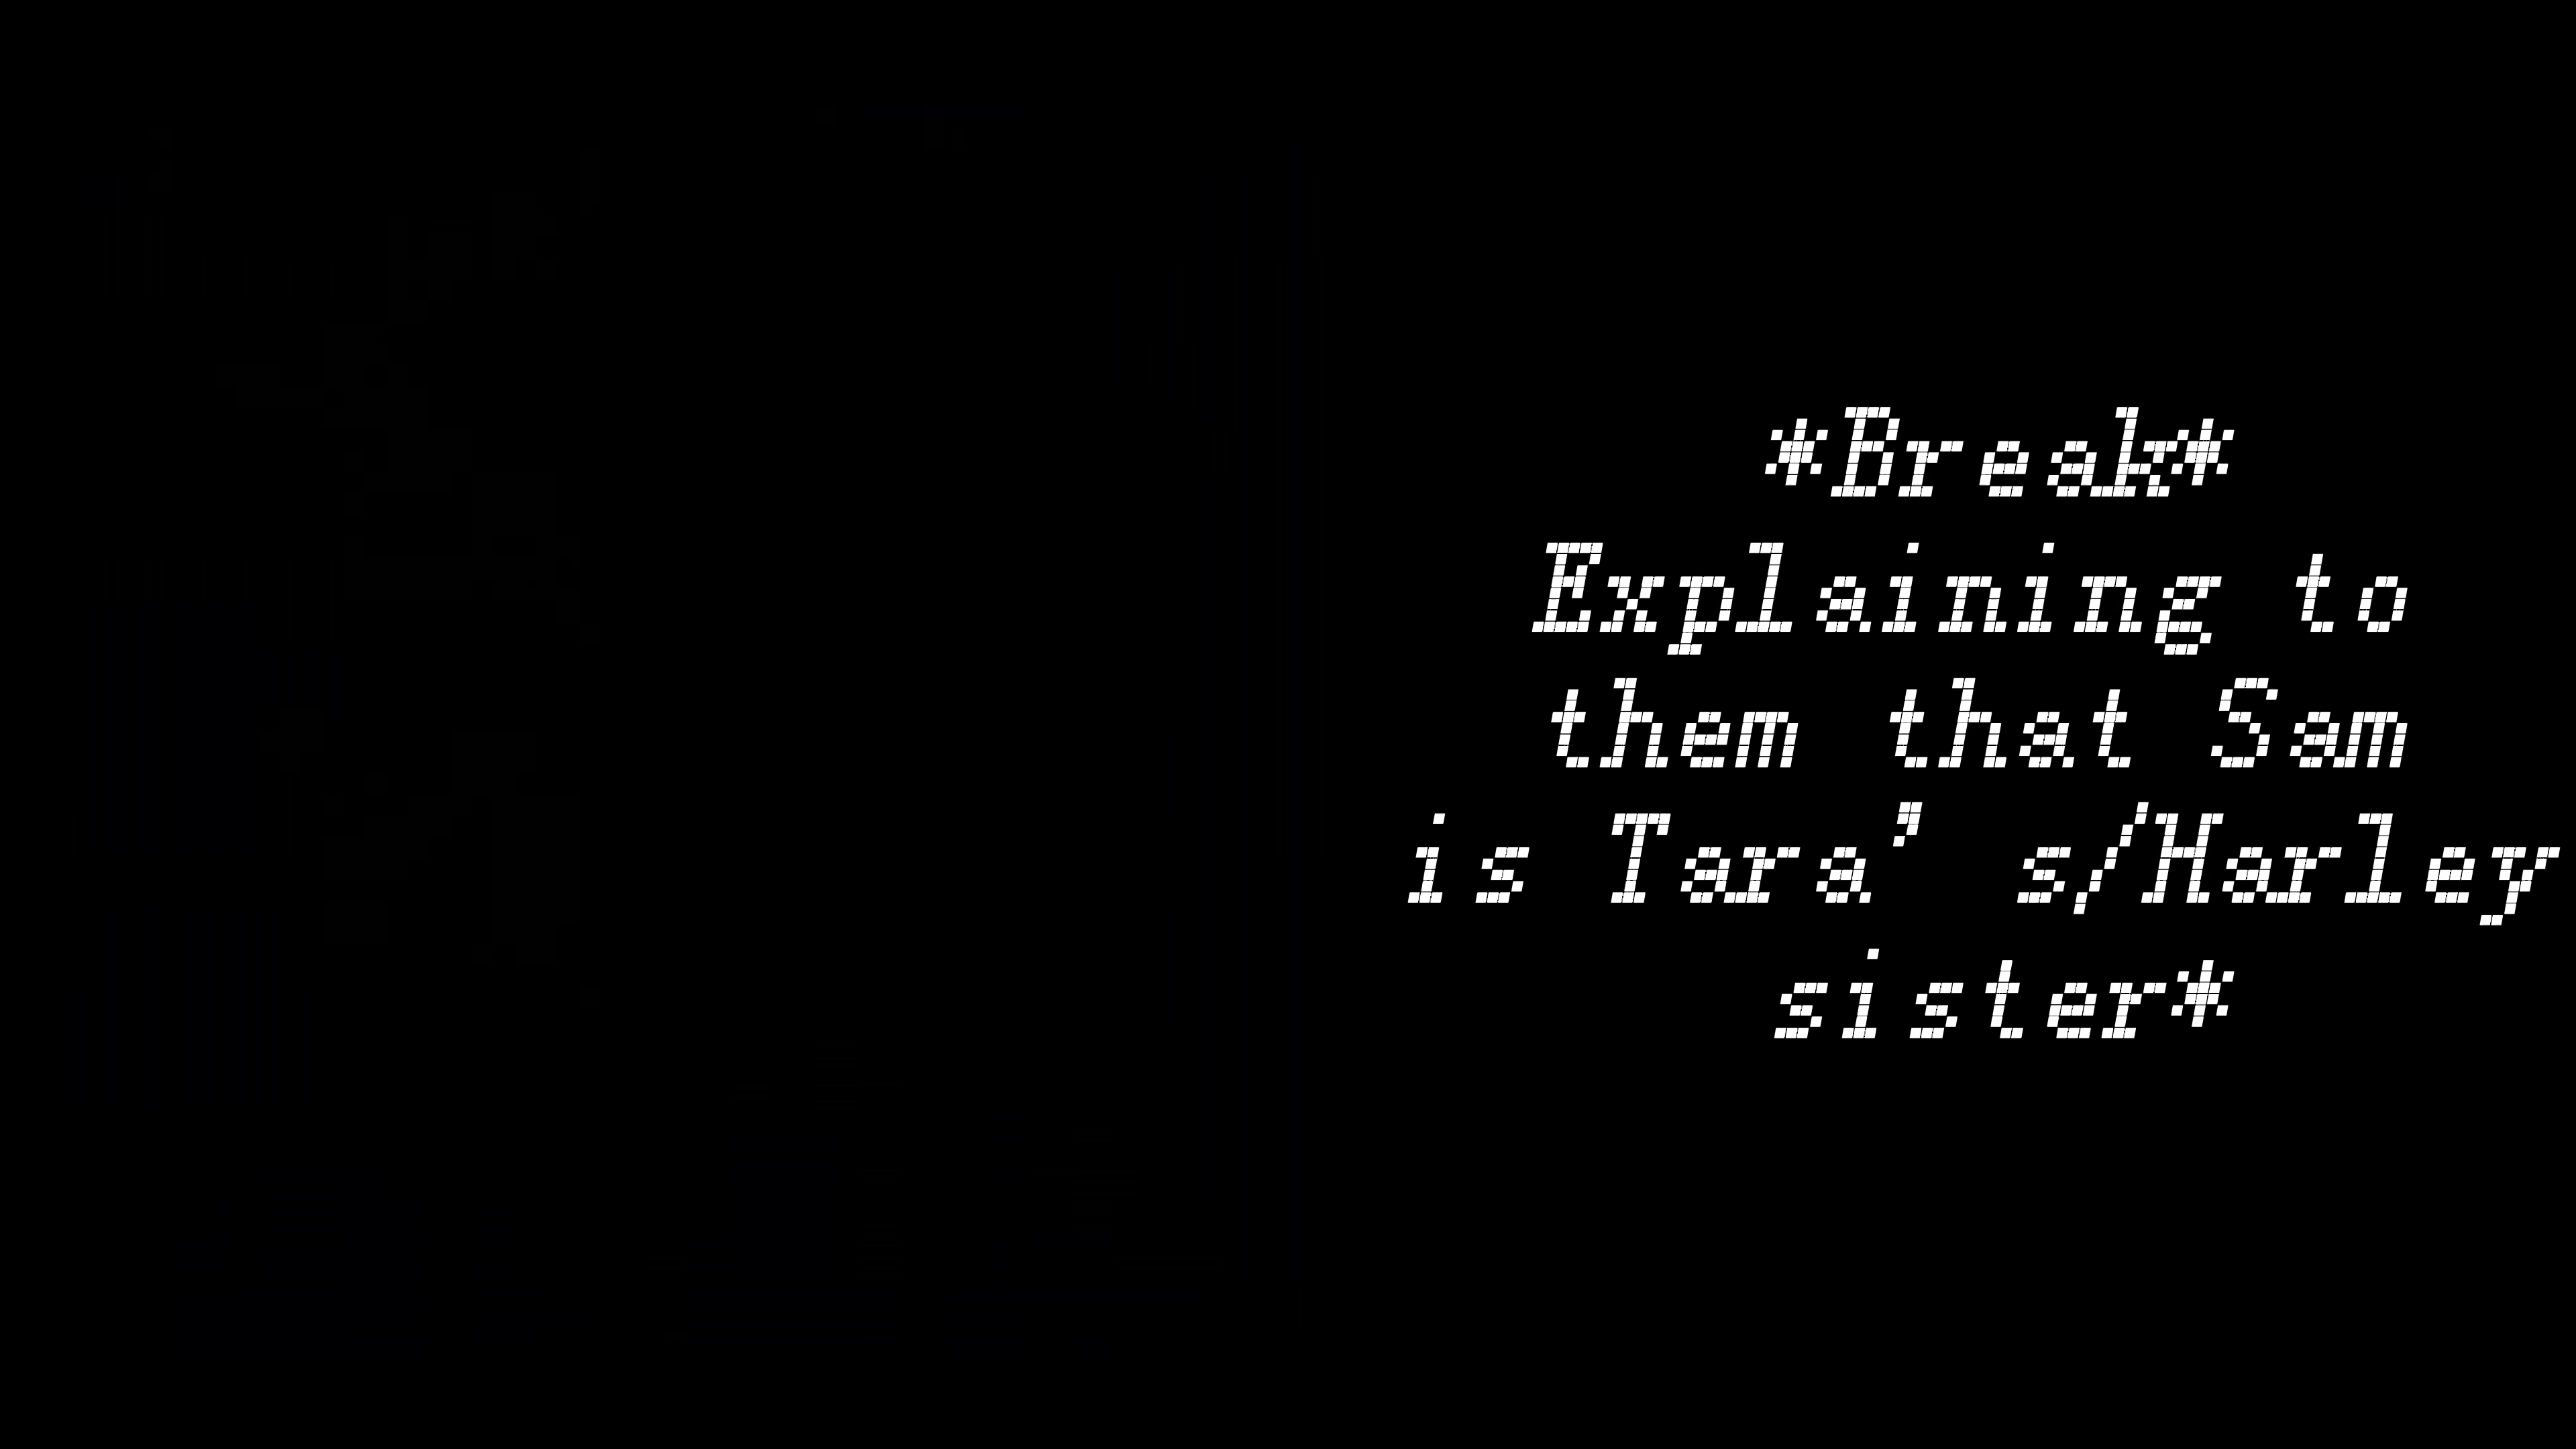 *Break*
Explaining to
them that Sam
is Tara’ s/Harley
sister*